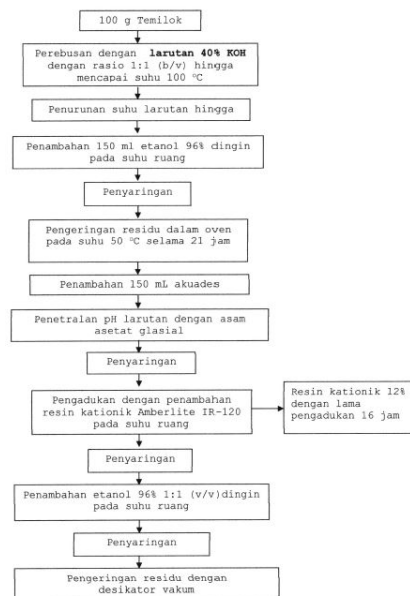 100 g Temilok
Perebusan dengan larutan 40% KOH
dengan rasio 1:1 (b/v) hingga
mencapai suhu 100 °C
Penurunan suhu larutan hingga
Penambahan 150 ml etanol 96% dingin
pada suhu ruang
Penyaringan
Pengeringan residu dalam oven
pada suhu 50 °C selama 21 jam
Penambahan 150 mL akuades
Penetralan pH larutan dengan asam
asetat glasial
Penyaringan
Pengadukan dengan penambahan
resin kationik Amberlite IR-120
pada suhu ruang
Resin kationik 12%
dengan lama
pengadukan 16 jam
Penyaringan
Penambahan etanol 96% 1:1 (v/v)dingin
pada suhu ruang
Penyaringan
Pengeringan residu dengan
desikator vakum